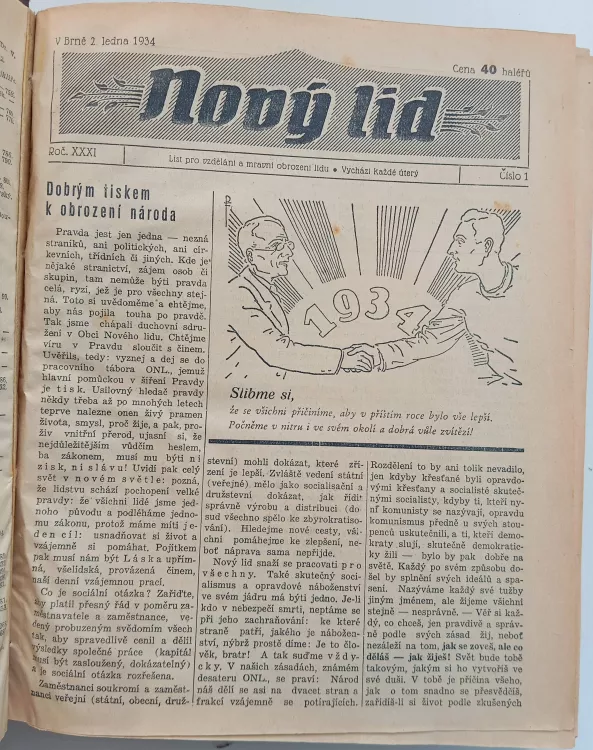 V Brně 2. ledna 1934
Cena 40 haléřů
Nový lid
Roč. XXXI
List pro vzdělání a mravní obrození lidu • Vychází každé úterý
Číslo 1
Dobrým tiskem
k obrození národa
Pravda jest jen jedna — nezná
straníků, ani politických, ani cír-
kevních, třídních či jiných. Kde je
nějaké stranictví, zájem osob či
skupin, tam nemůže býti pravda
celá, ryzí, jež je pro všechny stej-
ná. Toto si uvědoměme a chtějme,
aby nás pojila touha po pravdě.
Tak jsme chápali duchovní sdru-
žení v Obci Nového lidu. Chtějme
víru v Pravdu sloučit s činem.
Uvěřils, tedy: vyznej a dej se do
pracovního tábora ONL., jemuž
hlavní pomůckou v šíření Pravdy
je tisk. Usilovný hledač pravdy
někdy třeba až po mnohých letech
teprve nalezne onen živý pramen
života, smysl, proč žije, a pak, pro-
živ vnitřní přerod, ujasní si, že
nejdůležitějším vůdčím heslem,
ba zákonem, musí mu býti ni
zisk, ni slávu! Uvidí pak celý
svět v novém světle: pozná,
že lidstvu schází pochopení velké
pravdy: že všichni lidé jsme jed-
noho původu a podléháme jedno-
mu zákonu, protož máme míti je-
den cíl: usnadňovat si život a
vzájemně si pomáhat. Pojítkem
pak musí nám být Láska upřím-
ná, všelidská, provázená činem,
naší denní vzájemnou prací.
Co je sociální otázka? Zařiďte,
aby platil přesný řád v poměru za-
městnavatele a zaměstnance, ve-
dený probuzeným svědomím všech
tak, aby spravedlivě cenil a dělil
výsledky společné práce (kapitál
musí být zasloužený, dokázatelný)
a je sociální otázka rozřešena.
Zaměstnanci soukromí a zaměst-
nanci veřejní (státní, obecní, druž-
1934
Slibme si,
že se všichni přičiníme, aby v příštím roce bylo vše lepší.
Počněme v nitru i ve svém okolí a dobrá vůle zvítězí!
stevní) mohli dokázat, které zří-
zení je lepší. Zvláště vedení státní
(veřejné) mělo jako socialisační a
družstevní dokázat, jak řídit
správně výrobu a distribuci (do-
sud všechno spělo ke zbyrokratiso-
vání). Hledejme nové cesty, vši-
chni pomáhejme ke zlepšení, ne-
boť náprava sama nepřijde.
Nový lid snaží se pracovati pro
všechny. Také skutečný soci-
alismus a opravdové náboženství
ve svém jádru má býti jedno. Je-li
kdo v nebezpečí smrti, neptáme se
při jeho zachraňování: ke které
straně patří, jakého je nábožen-
ství, nýbrž prostě díme: Je to člo-
věk, bratr! A tak suďme vždy-
cky. V našich zásadách, známém
desateru ONL., se praví: Národ
náš dělí se asi na dvacet stran a
frakcí vzájemně se potírajících.
Rozdělení to by ani tolik nevadilo,
jen kdyby křesťané byli opravdo-
vými křesťany a socialisté skuteč-
nými socialisty, kdyby ti, kteří ny-
ní komunisty se nazývají, opravdu
komunismus předně u svých stou-
penců uskutečnili, a ti, kteří demo-
kraty slují, skutečně demokratic-
ky žili — bylo by pak dobře na
světě. Každý po svém způsobu do-
šel by splnění svých ideálů a spa-
sení. Nazýváme každý své tužby
jiným jménem, ale žijeme všichni
stejně — nesprávně. — Věř si kaž-
dý, co chceš, jen pravdivě a správ-
ně podle svých zásad žij, neboť
nezáleží na tom, jak se zoveš, ale co
děláš — jak žiješ! Svět bude tobě
takovým, jakým si ho vytvoříš ve
své duši. V tobě je příčina všeho,
jak o tom snadno se přesvědčíš,
zařídíš-li si život podle zkušených